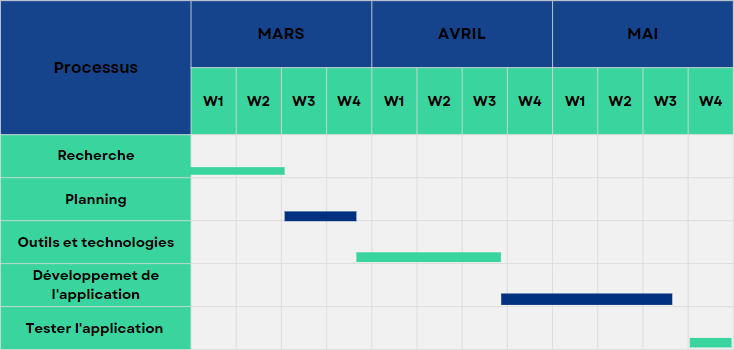 Processus
MARS AVRIL MAI
W1 W2 W3 W4 W1 W2 W3 W4 W1 W2 W3 W4
Recherche
Planning
Outils et technologies
Développemet de
l'application
Tester l'application